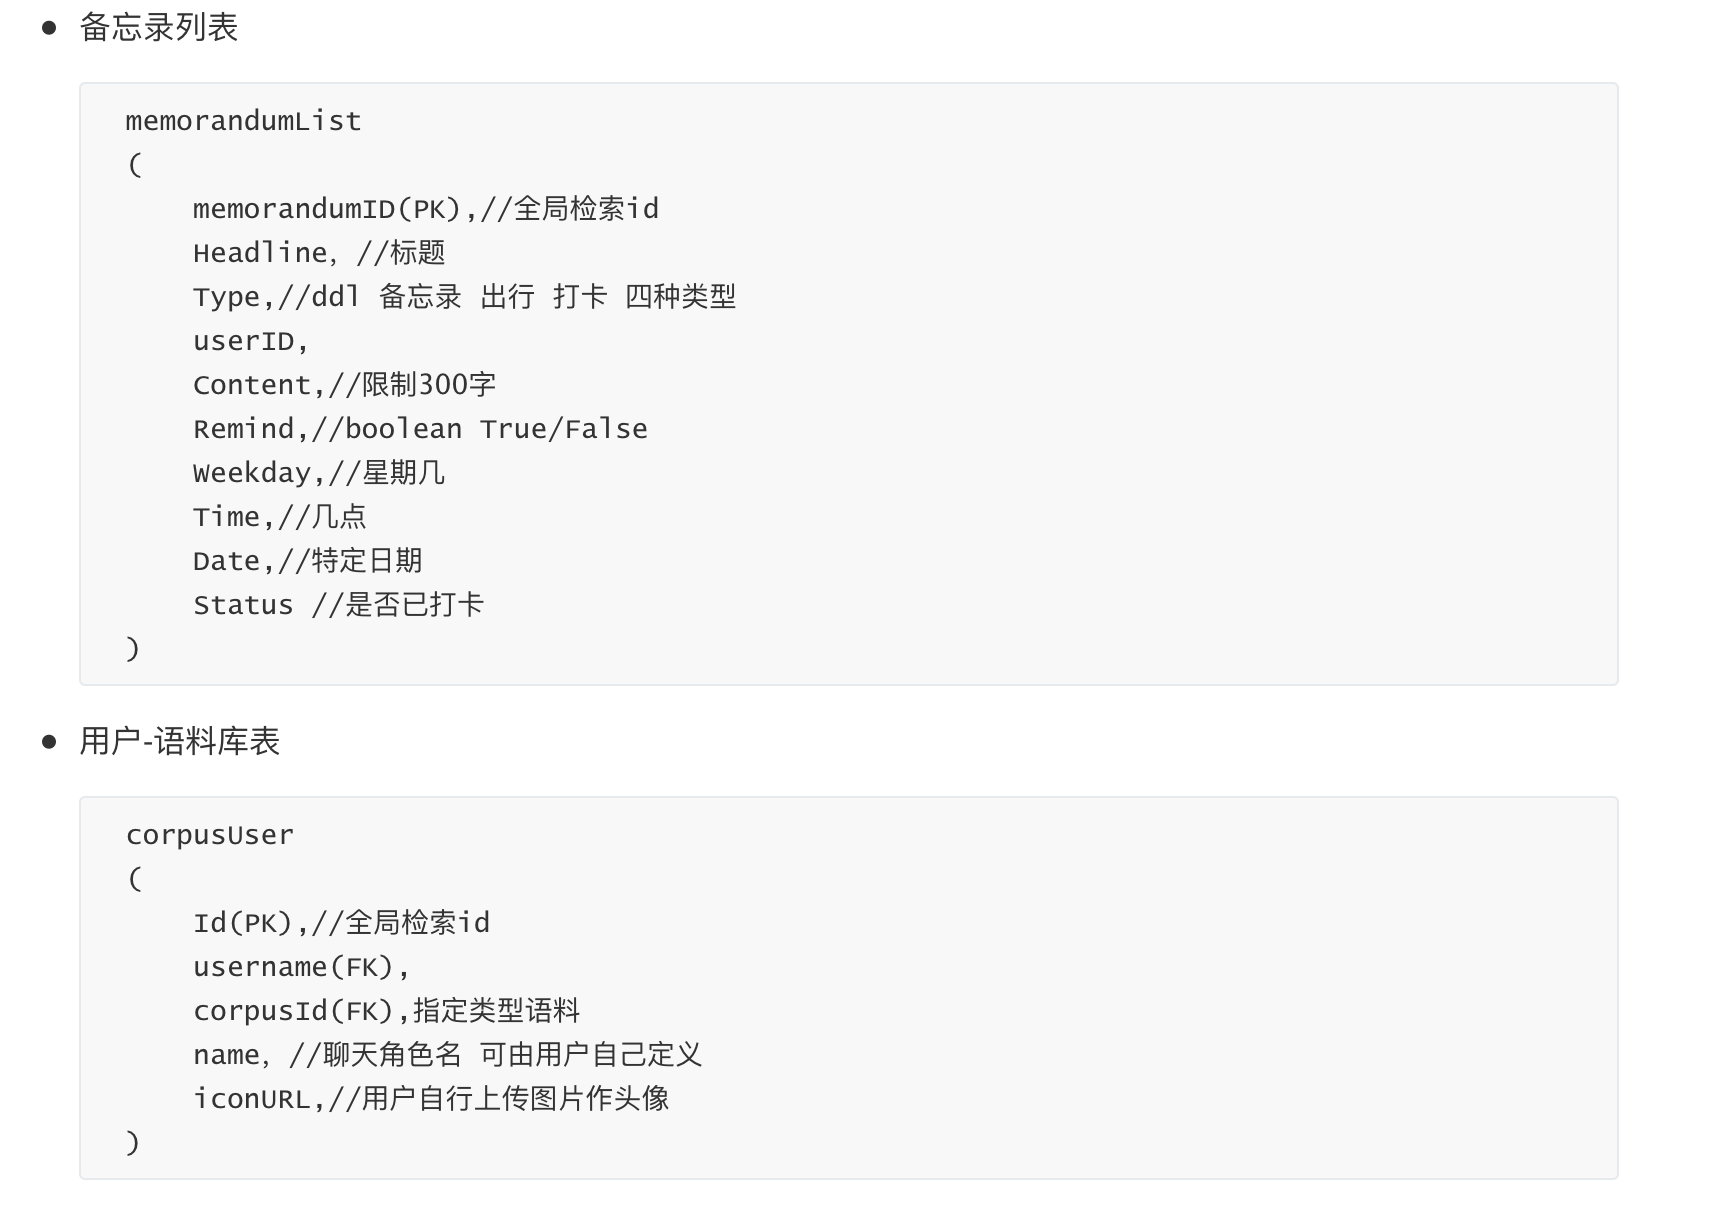 备忘录列表
memorandumList
(
memorandumID(PK),//全局检索id
Headline, //标题
Type,//ddl 备忘录 出行 打卡 四种类型
userID,
Content,//限制300字
Remind,//boolean True/False
Weekday,//星期几
Time,//几点
Date,//特定日期
Status //是否已打卡
)
用户-语料库表
corpusUser
(
Id(PK),//全局检索id
username(FK),
corpusId(FK),指定类型语料
name, //聊天角色名 可由用户自己定义
iconURL,//用户自行上传图片作头像
)